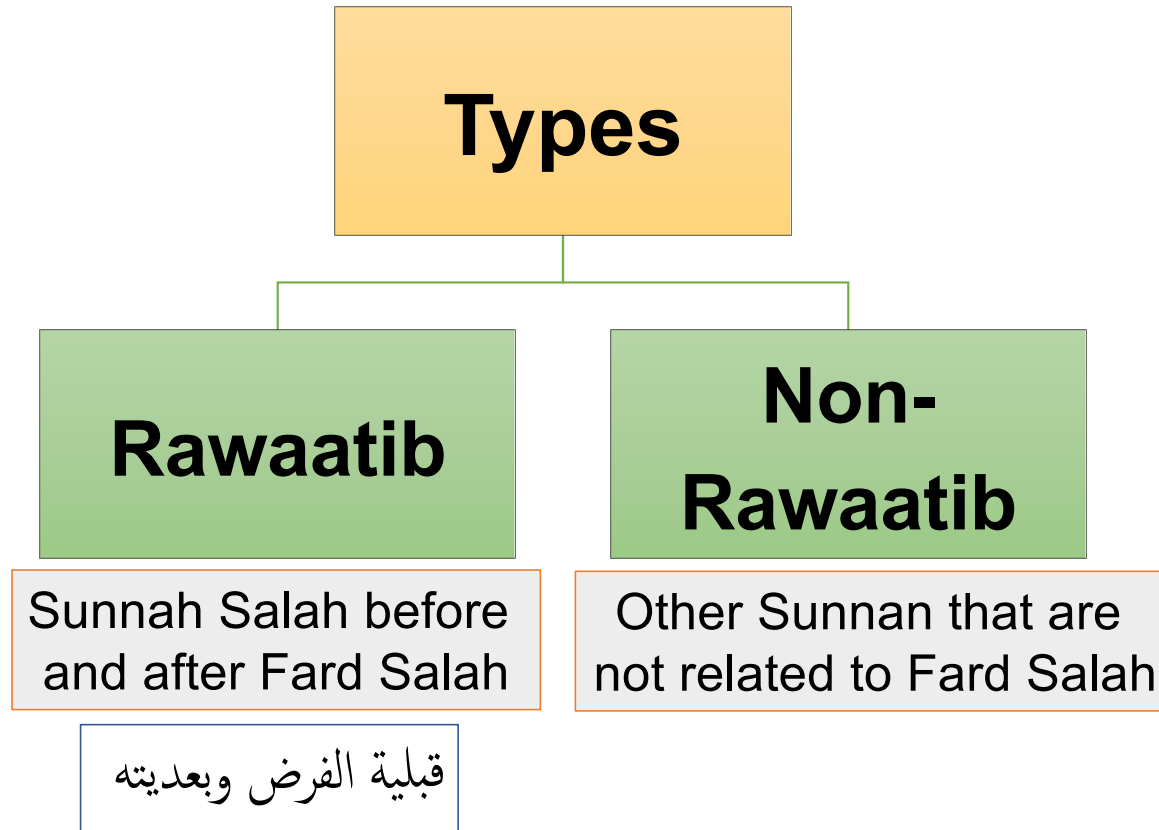 Types
Rawaatib
Non-
Rawaatib
Sunnah Salah before
and after Fard Salah
Other Sunnan that are
not related to Fard Salah
قبلية الفرض وبعديته